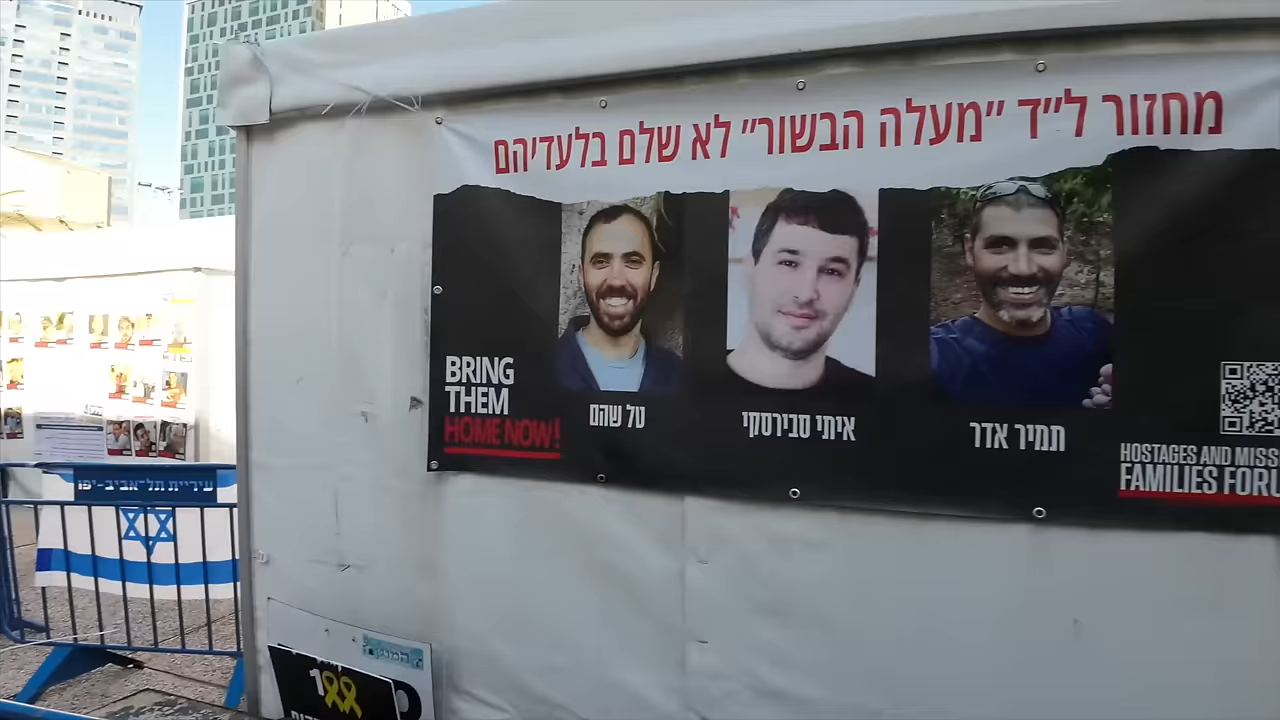 מחזור ל״ד ״מעלה הבשור״ לא שלם בלעדיהם
BRING
THEM
HOME NOW!
טל שהם
איתי סבירסקי
תמיר אדר
HOSTAGES AND MISS
FAMILIES FORU
עיריית תל־אביב-יפו